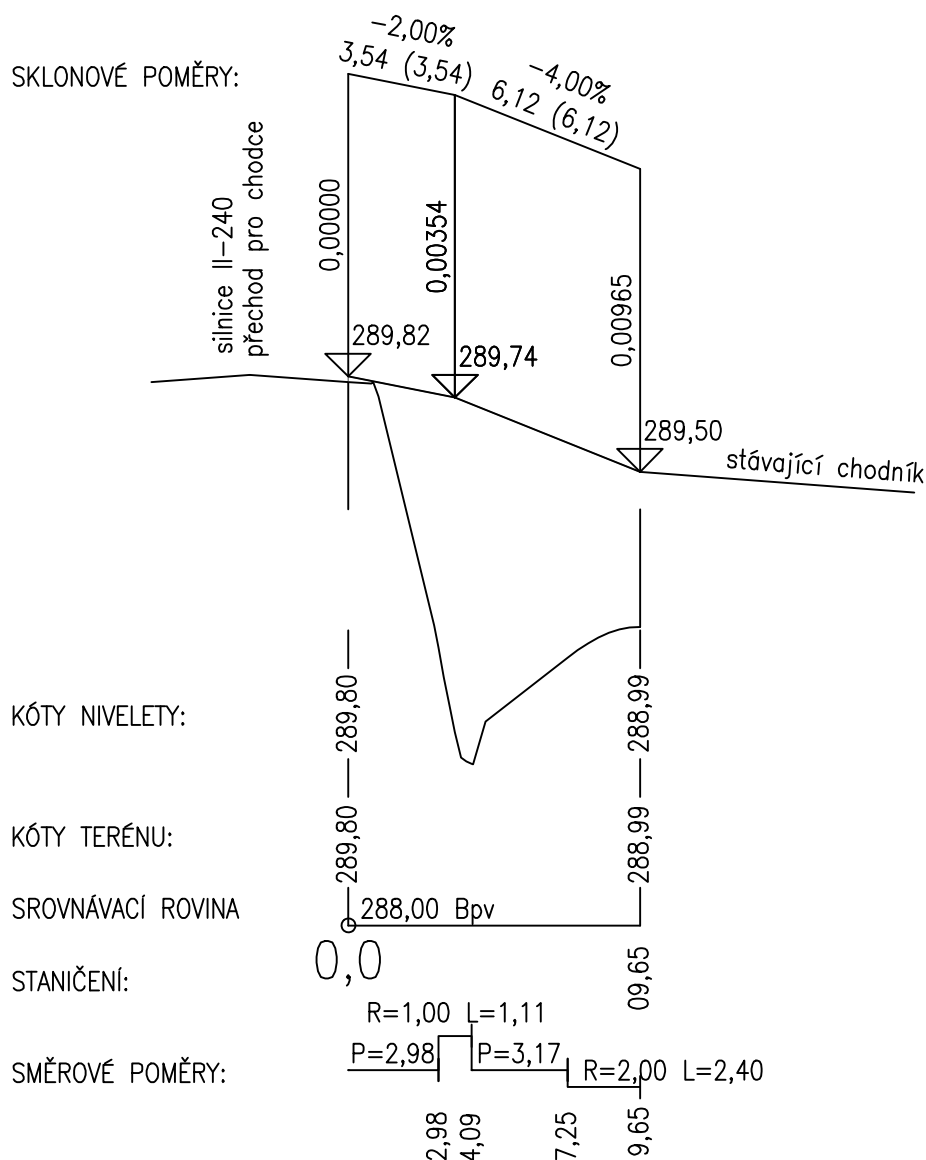 -2,00%
3,54 (3,54)
-4,00%
6,12 (6,12)
SKLONOVÉ POMĚRY:
silnice II-240
přechod pro chodce
0,00000
0,00354
0,00965
289,82
289,74
289,50
stávající chodník
KÓTY NIVELETY:
289,80
288,99
KÓTY TERÉNU:
289,80
288,99
SROVNÁVACÍ ROVINA
288,00 Bpv
0,0
STANIČENÍ:
09,65
R=1,00 L=1,11
SMĚROVÉ POMĚRY:
P=2,98
P=3,17
R=2,00 L=2,40
2,98
4,09
7,25
9,65